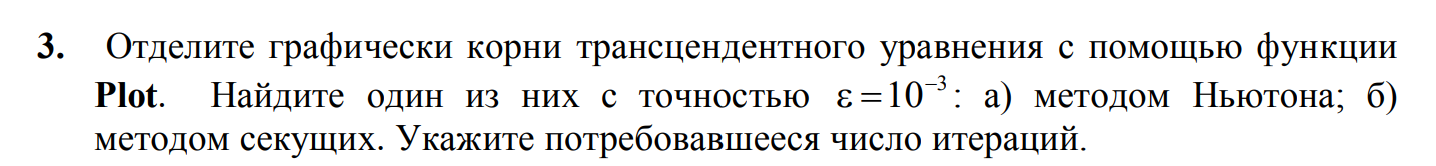 3. Отделите графически корни трансцендентного уравнения с помощью функции
Plot. Найдите один из них с точностью ε=10⁻³: а) методом Ньютона; б)
методом секущих. Укажите потребовавшееся число итераций.